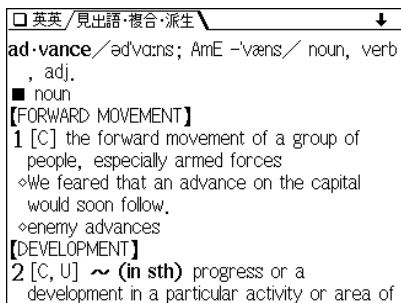 英英/見出語·複合·派生
ad·vance/ədˈvɑːns; AmE -ˈvæns/ noun, verb
, adj.
■ noun
【FORWARD MOVEMENT】
1 [C] the forward movement of a group of
people, especially armed forces
◇We feared that an advance on the capital
would soon follow.
◇enemy advances
【DEVELOPMENT】
2 [C, U] ~ (in sth) progress or a
development in a particular activity or area of